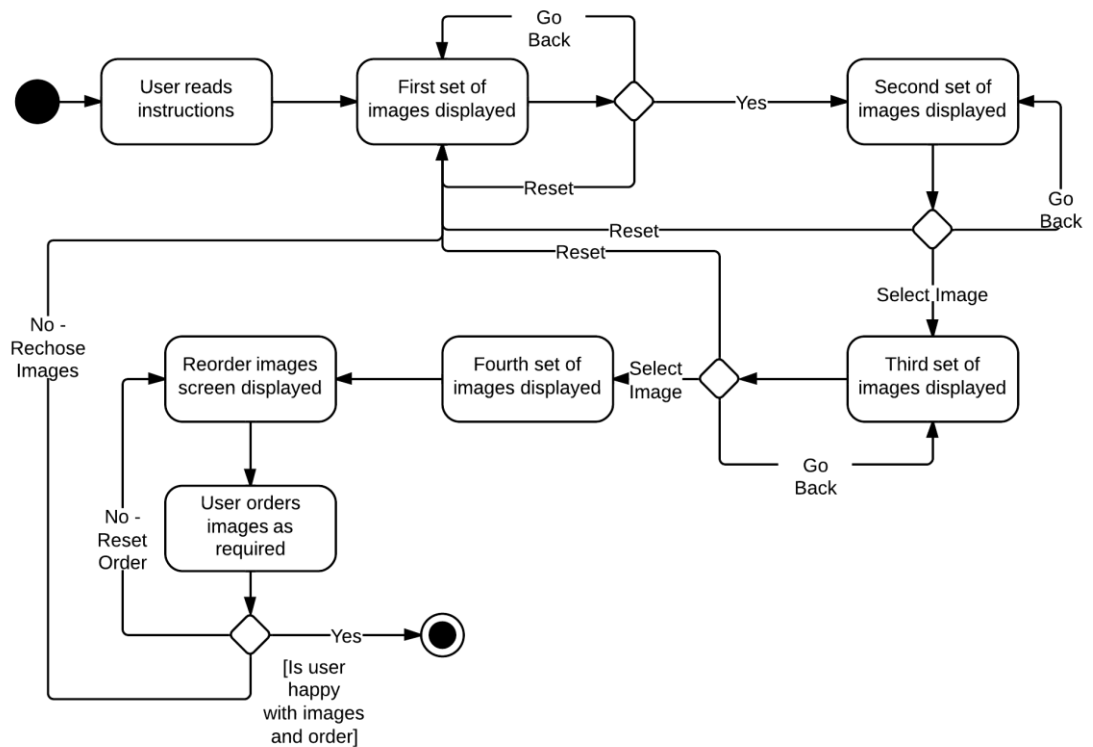 Go
Back
User reads
instructions
First set of
images displayed
Yes
Second set of
images displayed
Reset
Go
Back
Reset
Reset
Select Image
No -
Rechose
Images
Reorder images
screen displayed
Fourth set of
images displayed
Select
Image
Third set of
images displayed
Go
Back
No -
Reset
Order
User orders
images as
required
Yes
[Is user
happy
with images
and order]